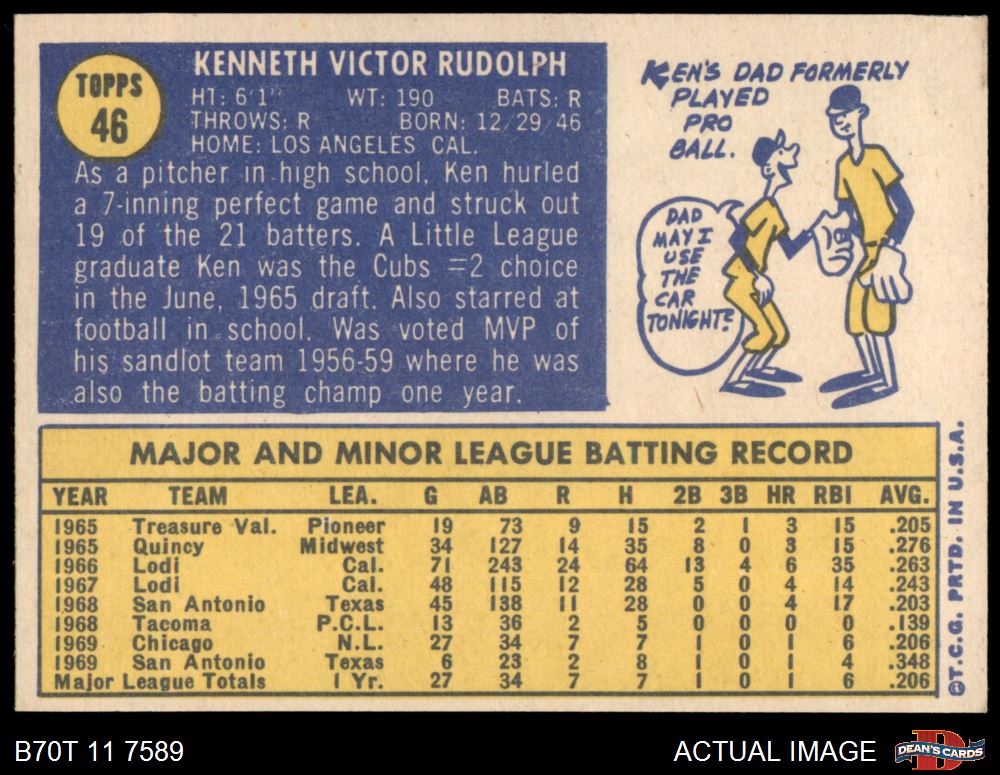 TOPPS
46
KENNETH VICTOR RUDOLPH
HT: 6'1" WT: 190 BATS: R
THROWS: R BORN: 12/29/46
HOME: LOS ANGELES CAL.
As a pitcher in high school, Ken hurled
a 7-inning perfect game and struck out
19 of the 21 batters. A Little League
graduate Ken was the Cubs =2 choice
in the June, 1965 draft. Also starred at
football in school. Was voted MVP of
his sandlot team 1956-59 where he was
also the batting champ one year.
KEN'S DAD FORMERLY
PLAYED
PRO
BALL.
DAD
MAY I
USE
THE
CAR
TONIGHT?
MAJOR AND MINOR LEAGUE BATTING RECORD
YEAR TEAM LEA. G AB R H 2B 3B HR RBI AVG.
1965 Treasure Val. Pioneer 19 73 9 15 2 1 3 15 .205
1965 Quincy Midwest 34 127 14 35 8 0 3 15 .276
1966 Lodi Cal. 71 243 24 64 13 4 6 35 .263
1967 Lodi Cal. 48 115 12 28 5 0 4 14 .243
1968 San Antonio Texas 45 138 11 28 0 0 4 17 .203
1968 Tacoma P.C.L. 13 36 2 5 0 0 0 0 .139
1969 Chicago N.L. 27 34 7 7 1 0 1 6 .206
1969 San Antonio Texas 6 23 2 8 1 0 1 4 .348
Major League Totals 1 Yr. 27 34 7 7 1 0 1 6 .206
©T.C.G. PRTD. IN U.S.A.
B70T 11 7589
ACTUAL IMAGE
D
DEAN'S CARDS